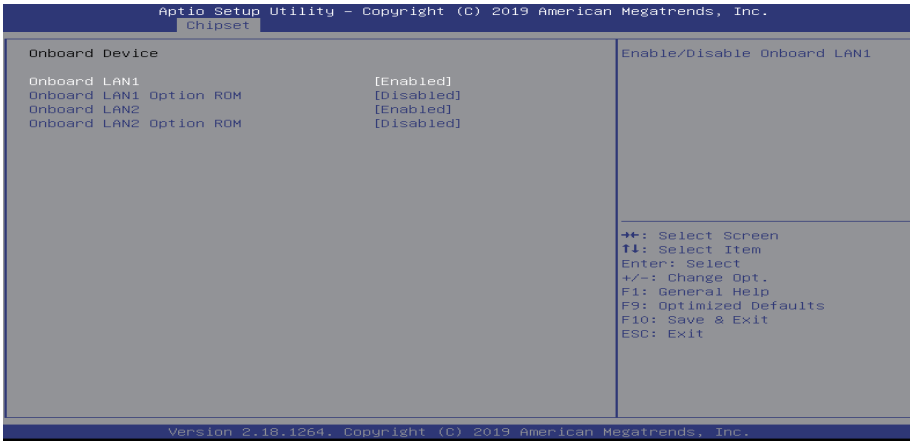 Aptio Setup Utility – Copyright (C) 2019 American Megatrends, Inc.
Chipset
Onboard Device
Onboard LAN1 [Enabled]
Onboard LAN1 Option ROM [Disabled]
Onboard LAN2 [Enabled]
Onboard LAN2 Option ROM [Disabled]
Enable/Disable Onboard LAN1
→←: Select Screen
↑↓: Select Item
Enter: Select
+/-: Change Opt.
F1: General Help
F9: Optimized Defaults
F10: Save & Exit
ESC: Exit
Version 2.18.1264. Copyright (C) 2019 American Megatrends, Inc.